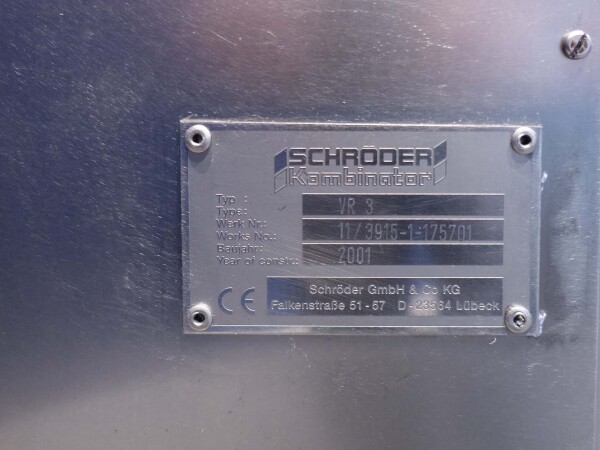 SCHRÖDER
Kombinator
Typ :
Type: VR 3
Werk Nr.:
Works No.: 11/3915-1-175701
Baujahr:
Year of constr.: 2001
CE Schröder GmbH & Co KG
Falkenstraße 51 - 57 D - 23564 Lübeck